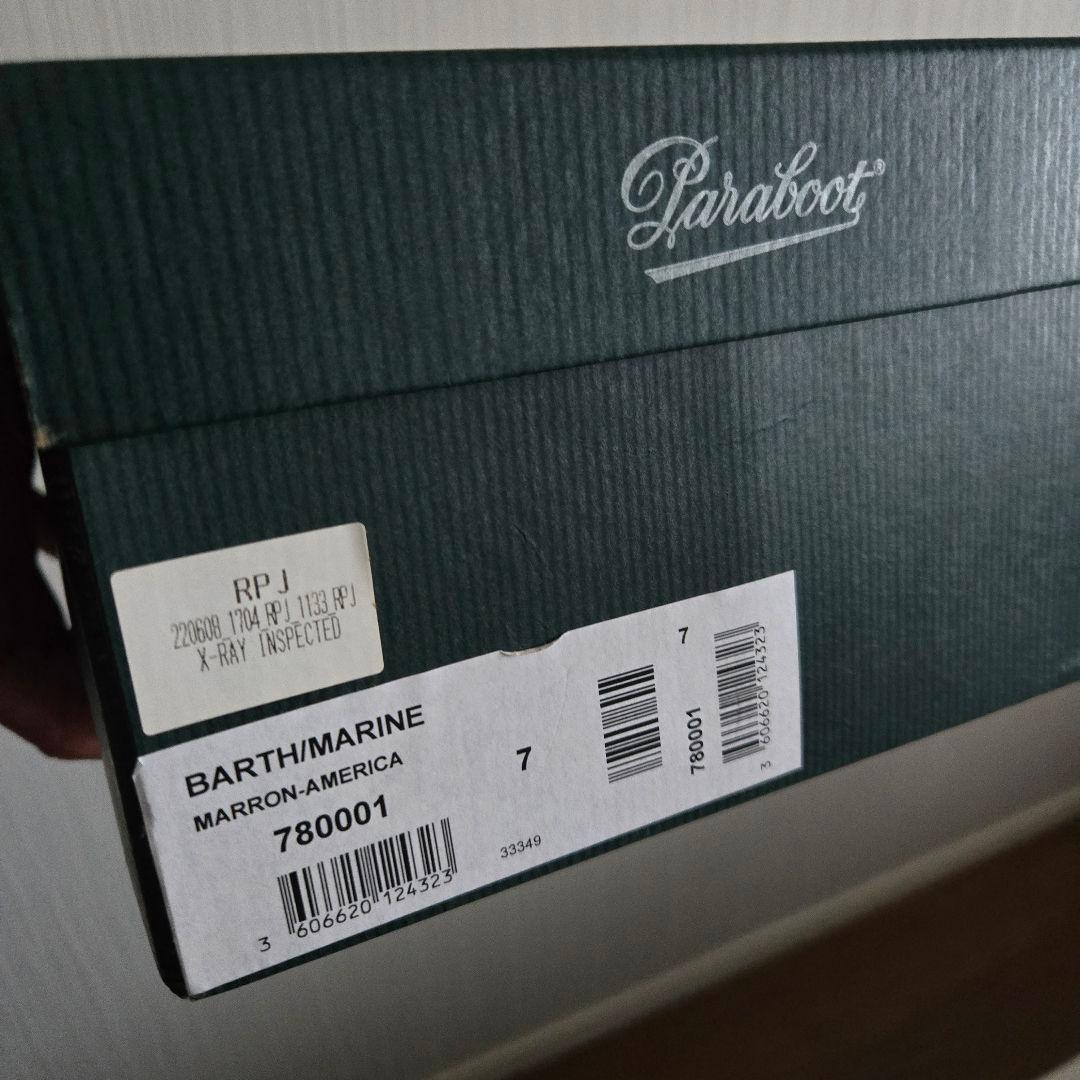 Paraboot®
RPJ
220608_1704_RPJ_1133_RPJ
X-RAY INSPECTED
BARTH/MARINE
MARRON-AMERICA
780001
3 606620 124323
7
33349
7
780001
3 606620 124323